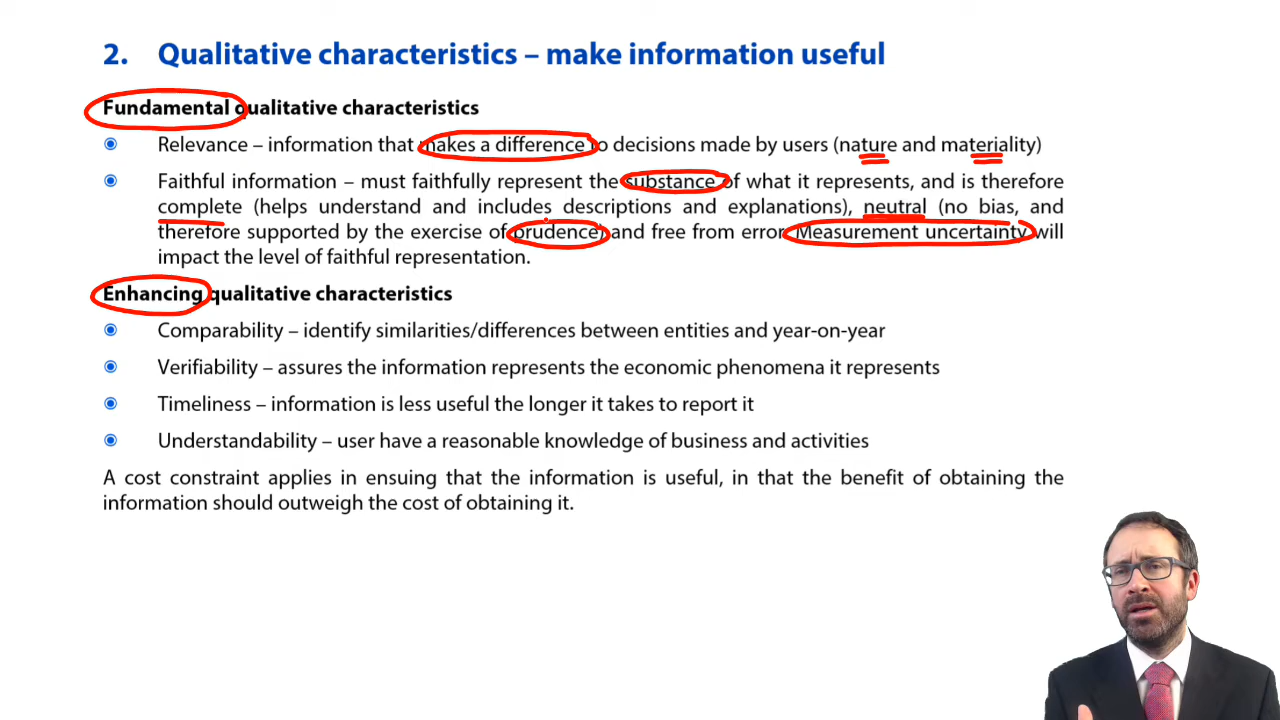 2. Qualitative characteristics – make information useful
Fundamental qualitative characteristics
Relevance – information that makes a difference to decisions made by users (nature and materiality)
Faithful information – must faithfully represent the substance of what it represents, and is therefore
complete (helps understand and includes descriptions and explanations), neutral (no bias, and
therefore supported by the exercise of prudence) and free from error. Measurement uncertainty will
impact the level of faithful representation.
Enhancing qualitative characteristics
Comparability – identify similarities/differences between entities and year-on-year
Verifiability – assures the information represents the economic phenomena it represents
Timeliness – information is less useful the longer it takes to report it
Understandability – user have a reasonable knowledge of business and activities
A cost constraint applies in ensuing that the information is useful, in that the benefit of obtaining the
information should outweigh the cost of obtaining it.